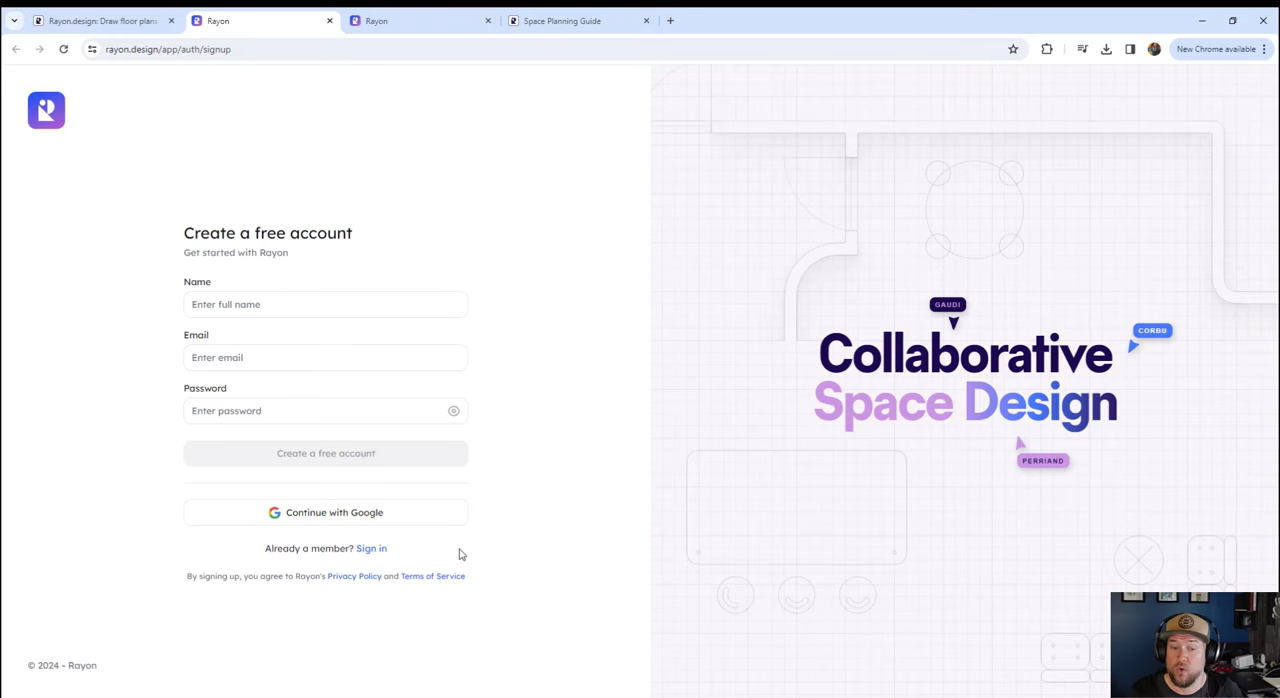 Rayon.design: Draw floor plans
Rayon
Rayon
Space Planning Guide
rayon.design/app/auth/signup
New Chrome available
Create a free account
Get started with Rayon
Name
Enter full name
Email
Enter email
Password
Enter password
Create a free account
Continue with Google
Already a member? Sign in
By signing up, you agree to Rayon's Privacy Policy and Terms of Service
© 2024 - Rayon
GAUDI
CORBU
Collaborative
Space Design
PERRIAND